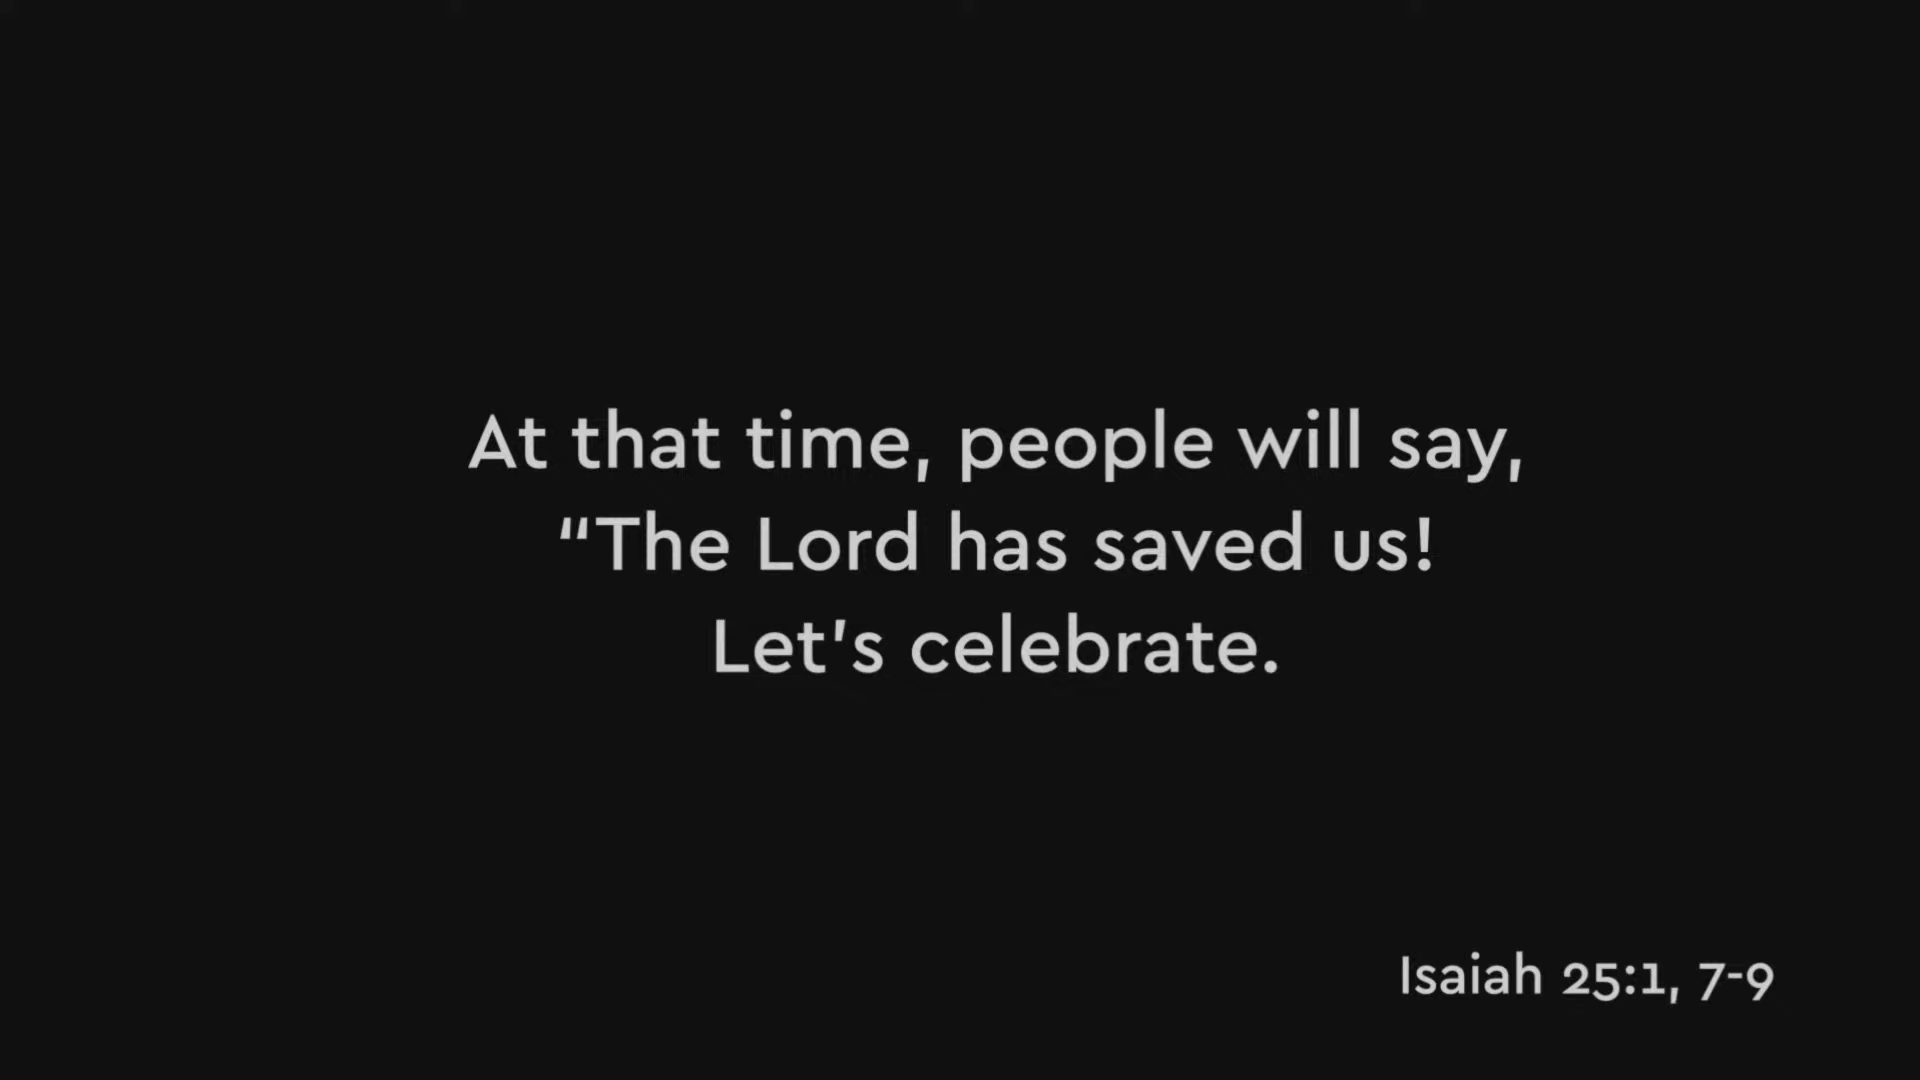 At that time, people will say,
“The Lord has saved us!
Let’s celebrate.
Isaiah 25:1, 7-9